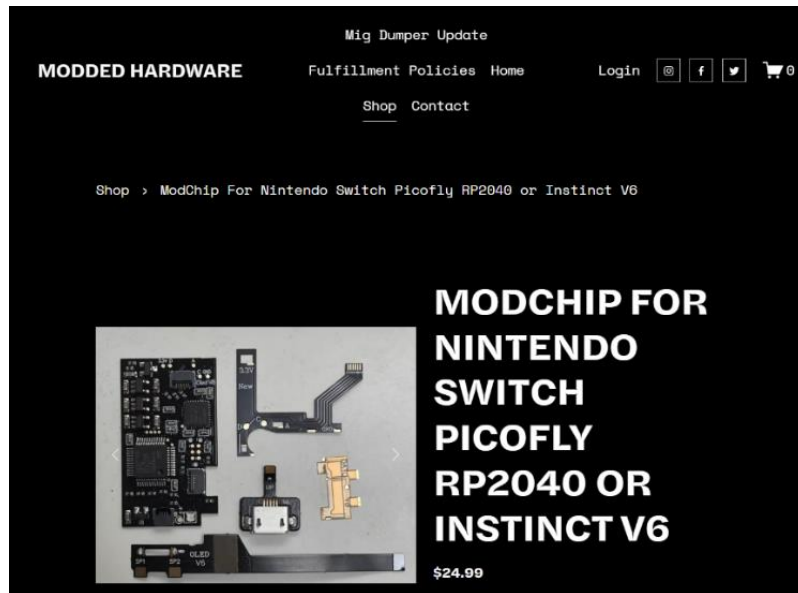 Mig Dumper Update
MODDED HARDWARE
Fulfillment Policies Home
Login
0
Shop Contact
Shop › ModChip For Nintendo Switch Picofly RP2040 or Instinct V6
MODCHIP FOR
NINTENDO
SWITCH
PICOFLY
RP2040 OR
INSTINCT V6
$24.99
3.3V
New
UP
OLED
V6
SP1 SP2